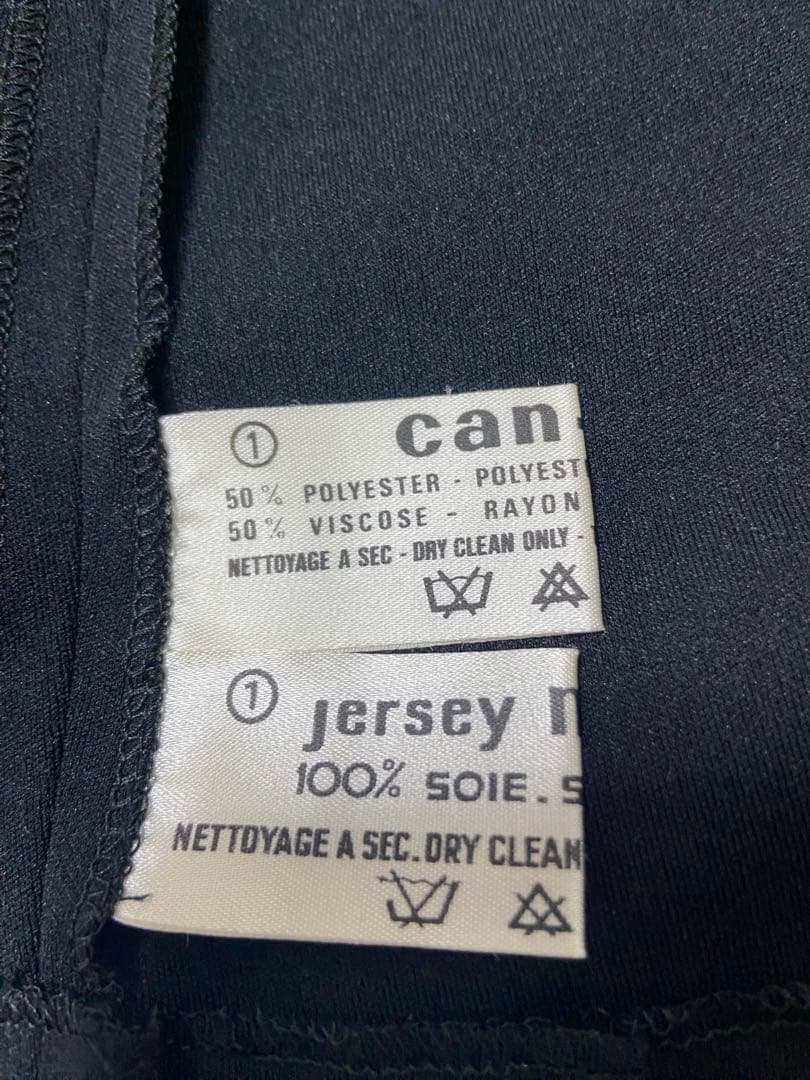 ① can-
50% POLYESTER - POLYEST
50% VISCOSE - RAYON
NETTOYAGE A SEC - DRY CLEAN ONLY -
① jersey
100% SOIE. S
NETTOYAGE A SEC. DRY CLEAN